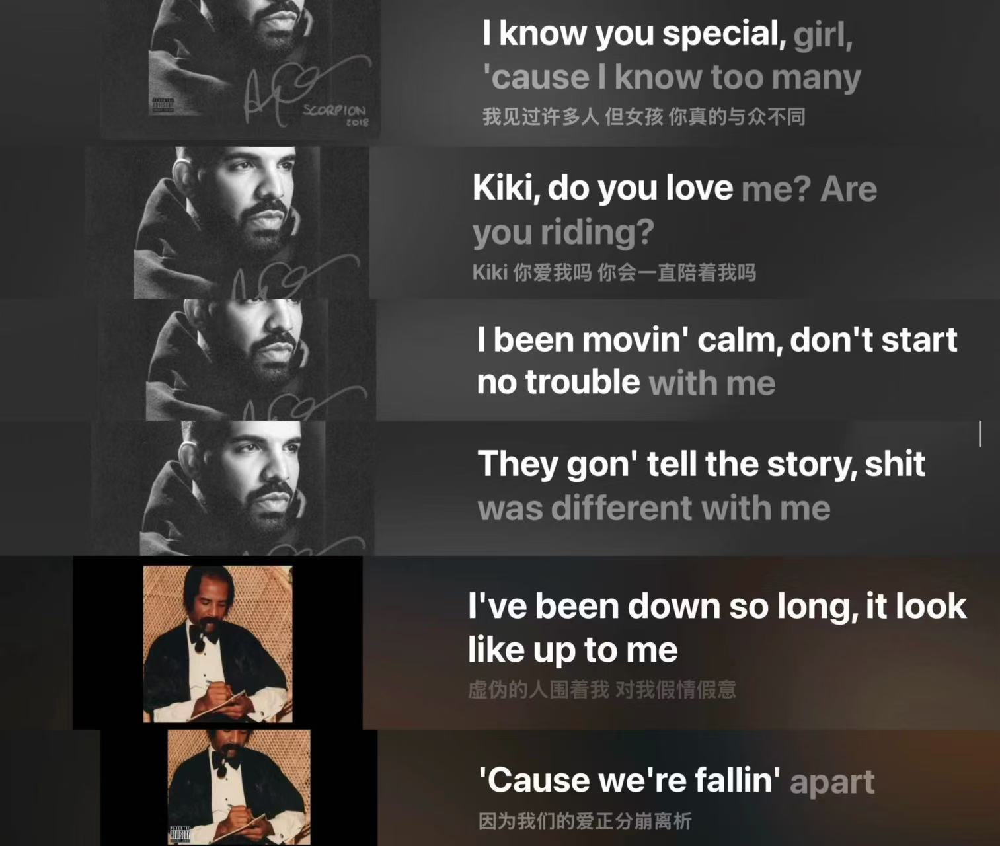 I know you special, girl,
'cause I know too many
我见过许多人 但女孩 你真的与众不同
PARENTAL
ADVISORY
SCORPION
2018
Kiki, do you love me? Are
you riding?
Kiki 你爱我吗 你会一直陪着我吗
I been movin' calm, don't start
no trouble with me
They gon' tell the story, shit
was different with me
I've been down so long, it look
like up to me
虚伪的人围着我 对我假情假意
'Cause we're fallin' apart
因为我们的爱正分崩离析
PARENTAL
ADVISORY